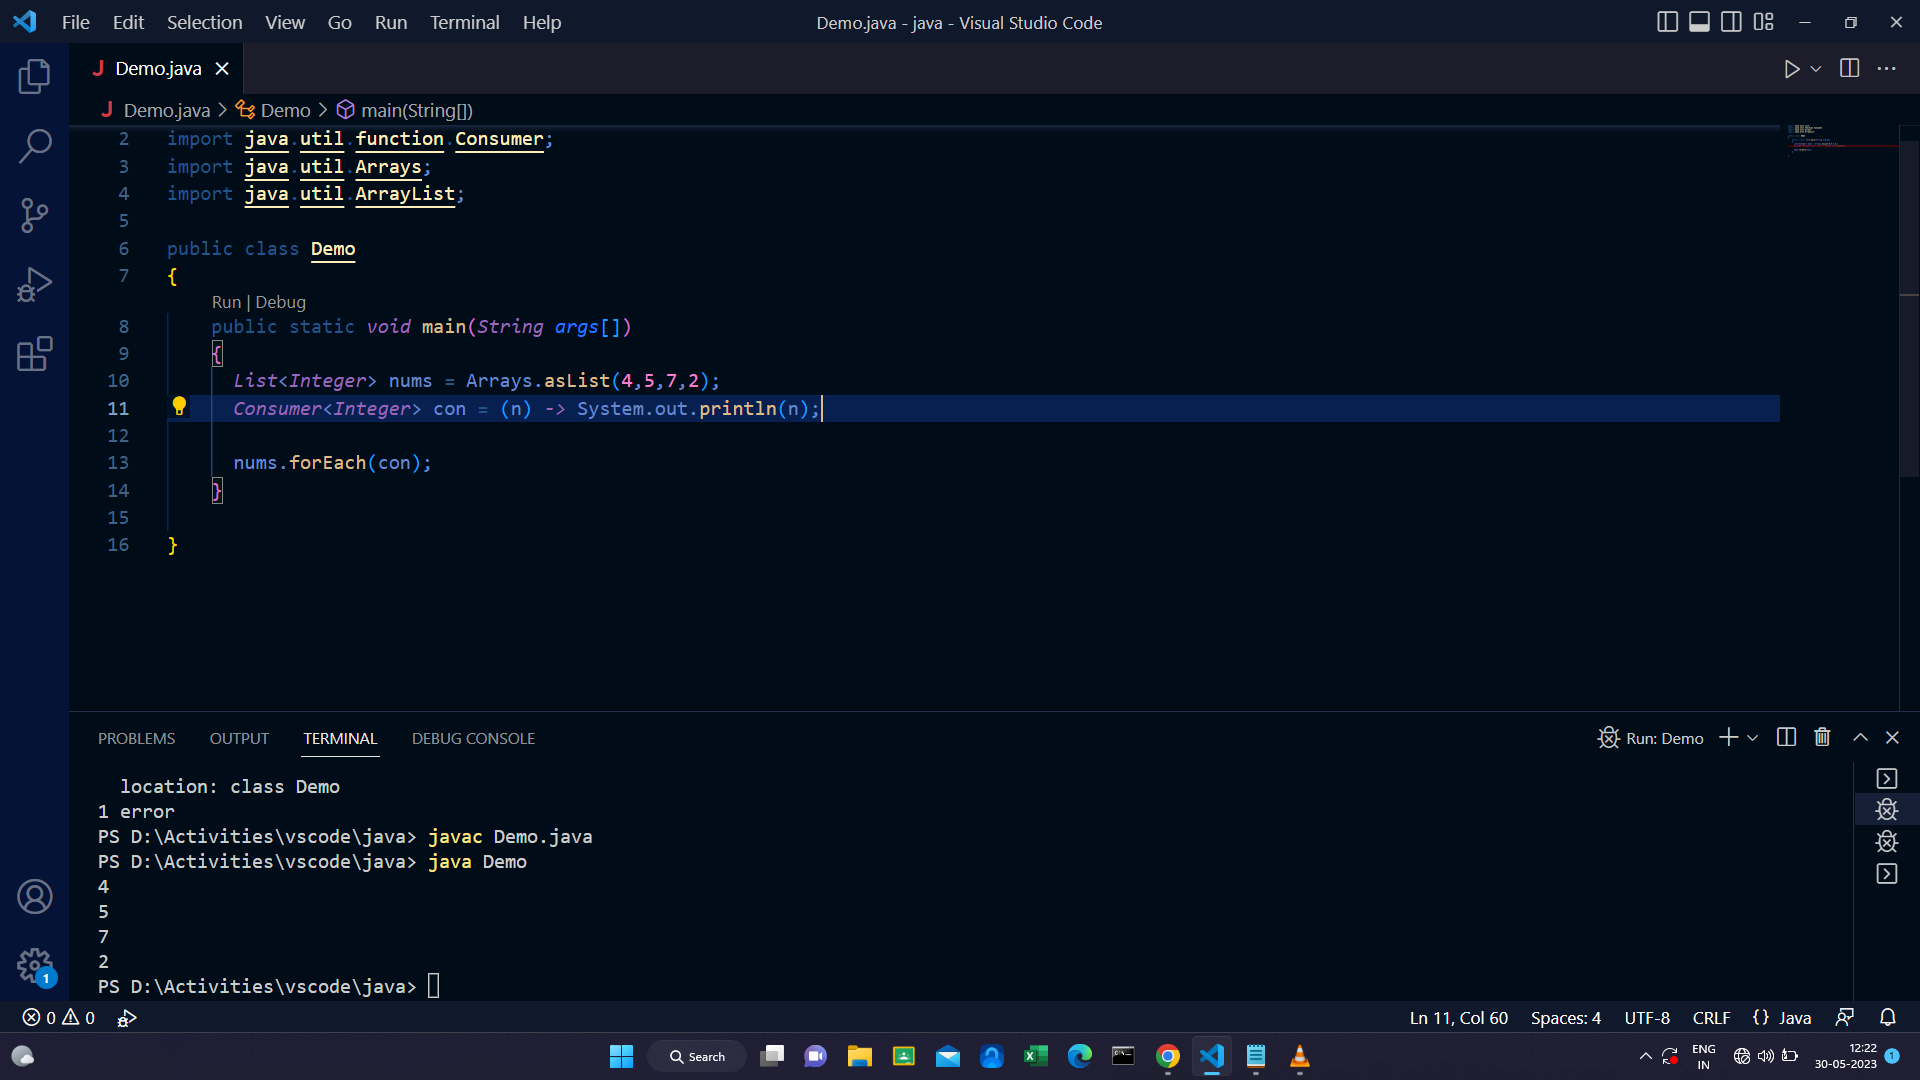 File Edit Selection View Go Run Terminal Help
Demo.java - java - Visual Studio Code
J Demo.java
J Demo.java > Demo > main(String[])
2 import java.util.function.Consumer;
3 import java.util.Arrays;
4 import java.util.ArrayList;
5
6 public class Demo
7 {
Run | Debug
8 public static void main(String args[])
9 {
10 List<Integer> nums = Arrays.asList(4,5,7,2);
11 Consumer<Integer> con = (n) -> System.out.println(n);
12
13 nums.forEach(con);
14 }
15
16 }
PROBLEMS OUTPUT TERMINAL DEBUG CONSOLE
Run: Demo
location: class Demo
1 error
PS D:\Activities\vscode\java> javac Demo.java
PS D:\Activities\vscode\java> java Demo
4
5
7
2
PS D:\Activities\vscode\java>
1
0 0
Ln 11, Col 60 Spaces: 4 UTF-8 CRLF {} Java
Search
ENG
IN
12:22
30-05-2023
1